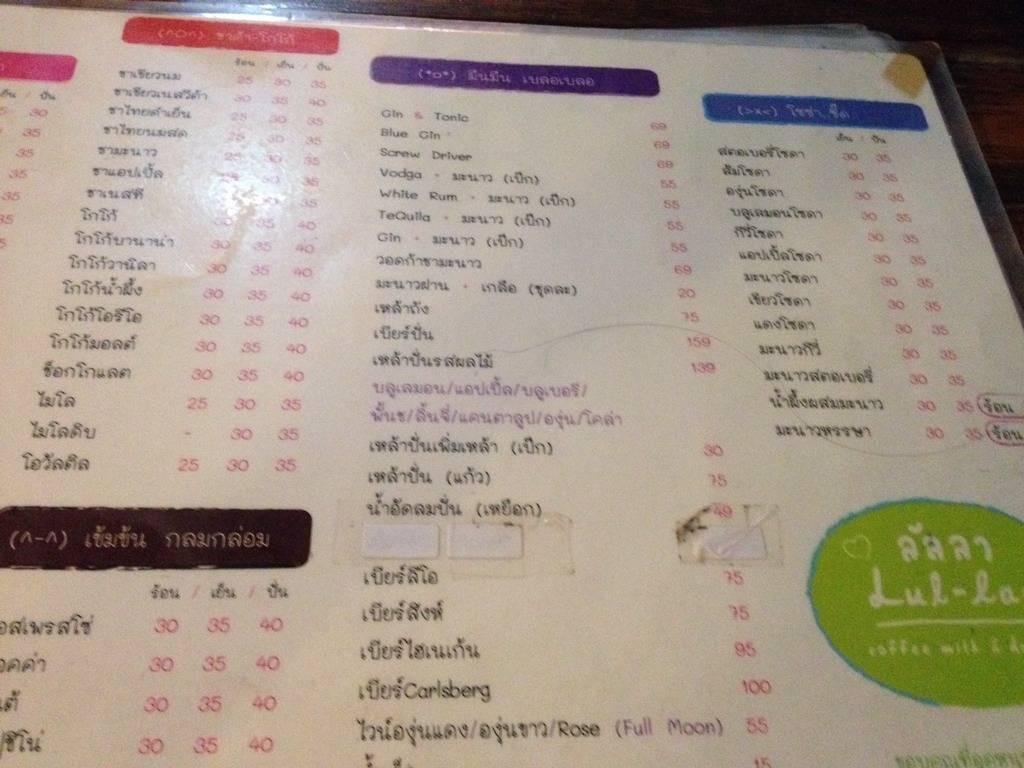 (^O^) ชาดำ-โกโก้
ร้อน / เย็น / ปั่น
ชาเขียวนม 25 30 35
ชาเขียวเนสวีต้า 30 35 40
ชาไทยดำเย็น 25 30 35
ชาไทยนมสด 25 30 35
ชามะนาว 25 30 35
ชาแอปเปิ้ล 30 35
ชาเนสที 35
โกโก้ 30 35 40
โกโก้บานาน่า 30 35 40
โกโก้วานิลา 30 35 40
โกโก้น้ำผึ้ง 30 35 40
โกโก้โอรีโอ 30 35 40
โกโก้มอลต์ 30 35 40
ช็อกโกแลต 30 35 40
ไมโล 25 30 35
ไมโลดิบ - 30 35
โอวัลติล 25 30 35
(^-^) เข้มข้น กลมกล่อม
ร้อน / เย็น / ปั่น
อสเพรสโซ่ 30 35 40
อคค่า 30 35 40
เต้ 30 35 40
ปูชิโน่ 30 35 40
(*o*) มึนมึน เบลอเบลอ
Gin & Tonic 69
Blue Gin 69
Screw Driver 69
Vodga + มะนาว (เป๊ก) 55
White Rum + มะนาว (เป๊ก) 55
TeQuila + มะนาว (เป๊ก) 55
Gin + มะนาว (เป๊ก) 55
วอดก้าชามะนาว 69
มะนาวฝาน + เกลือ (ชุดละ) 20
เหล้าถัง 75
เบียร์ปั่น 159
เหล้าปั่นรสผลไม้ 139
บลูเลมอน/แอปเปิ้ล/บลูเบอรี่/
พั้นช/ลิ้นจี่/แคนตาลูป/องุ่น/โคล่า
เหล้าปั่นเพิ่มเหล้า (เป๊ก) 30
เหล้าปั่น (แก้ว) 75
น้ำอัดลมปั่น (เหยือก) 49
เบียร์ลีโอ 75
เบียร์สิงห์ 75
เบียร์ไฮเนเก้น 95
เบียร์Carlsberg 100
ไวน์องุ่นแดง/องุ่นขาว/Rose (Full Moon) 55
15
(>x<) โซซ่า,ซี๊ด
เย็น / ปั่น
สตอเบอรี่โซดา 30 35
ส้มโซดา 30 35
องุ่นโซดา 30 35
บลูเลมอนโซดา 30 35
กีวี่โซดา 30 35
แอปเปิ้ลโซดา 30 35
มะนาวโซดา 30 35
เขียวโซดา 30 35
แดงโซดา 30 35
มะนาวกีวี่ 30 35
มะนาวสตอเบอรี่ 30 35
น้ำผึ้งผสมมะนาว 30 35 (ร้อน
มะนาวหรรษา 30 35 (ร้อน
ลัลลา
Lul-la
coffee milk &